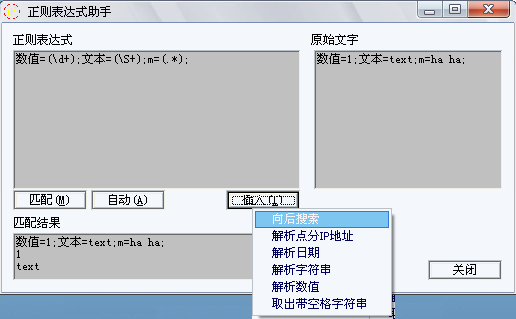 正则表达式助手
正则表达式
原始文字
数值=(\d+);文本=(\S+);m=(.*);
数值=1;文本=text;m=ha ha;
匹配(M)
自动(A)
插入(I)
匹配结果
数值=1;文本=text;m=ha ha;
1
text
向后搜索
解析点分IP地址
解析日期
解析字符串
解析数值
取出带空格字符串
关闭